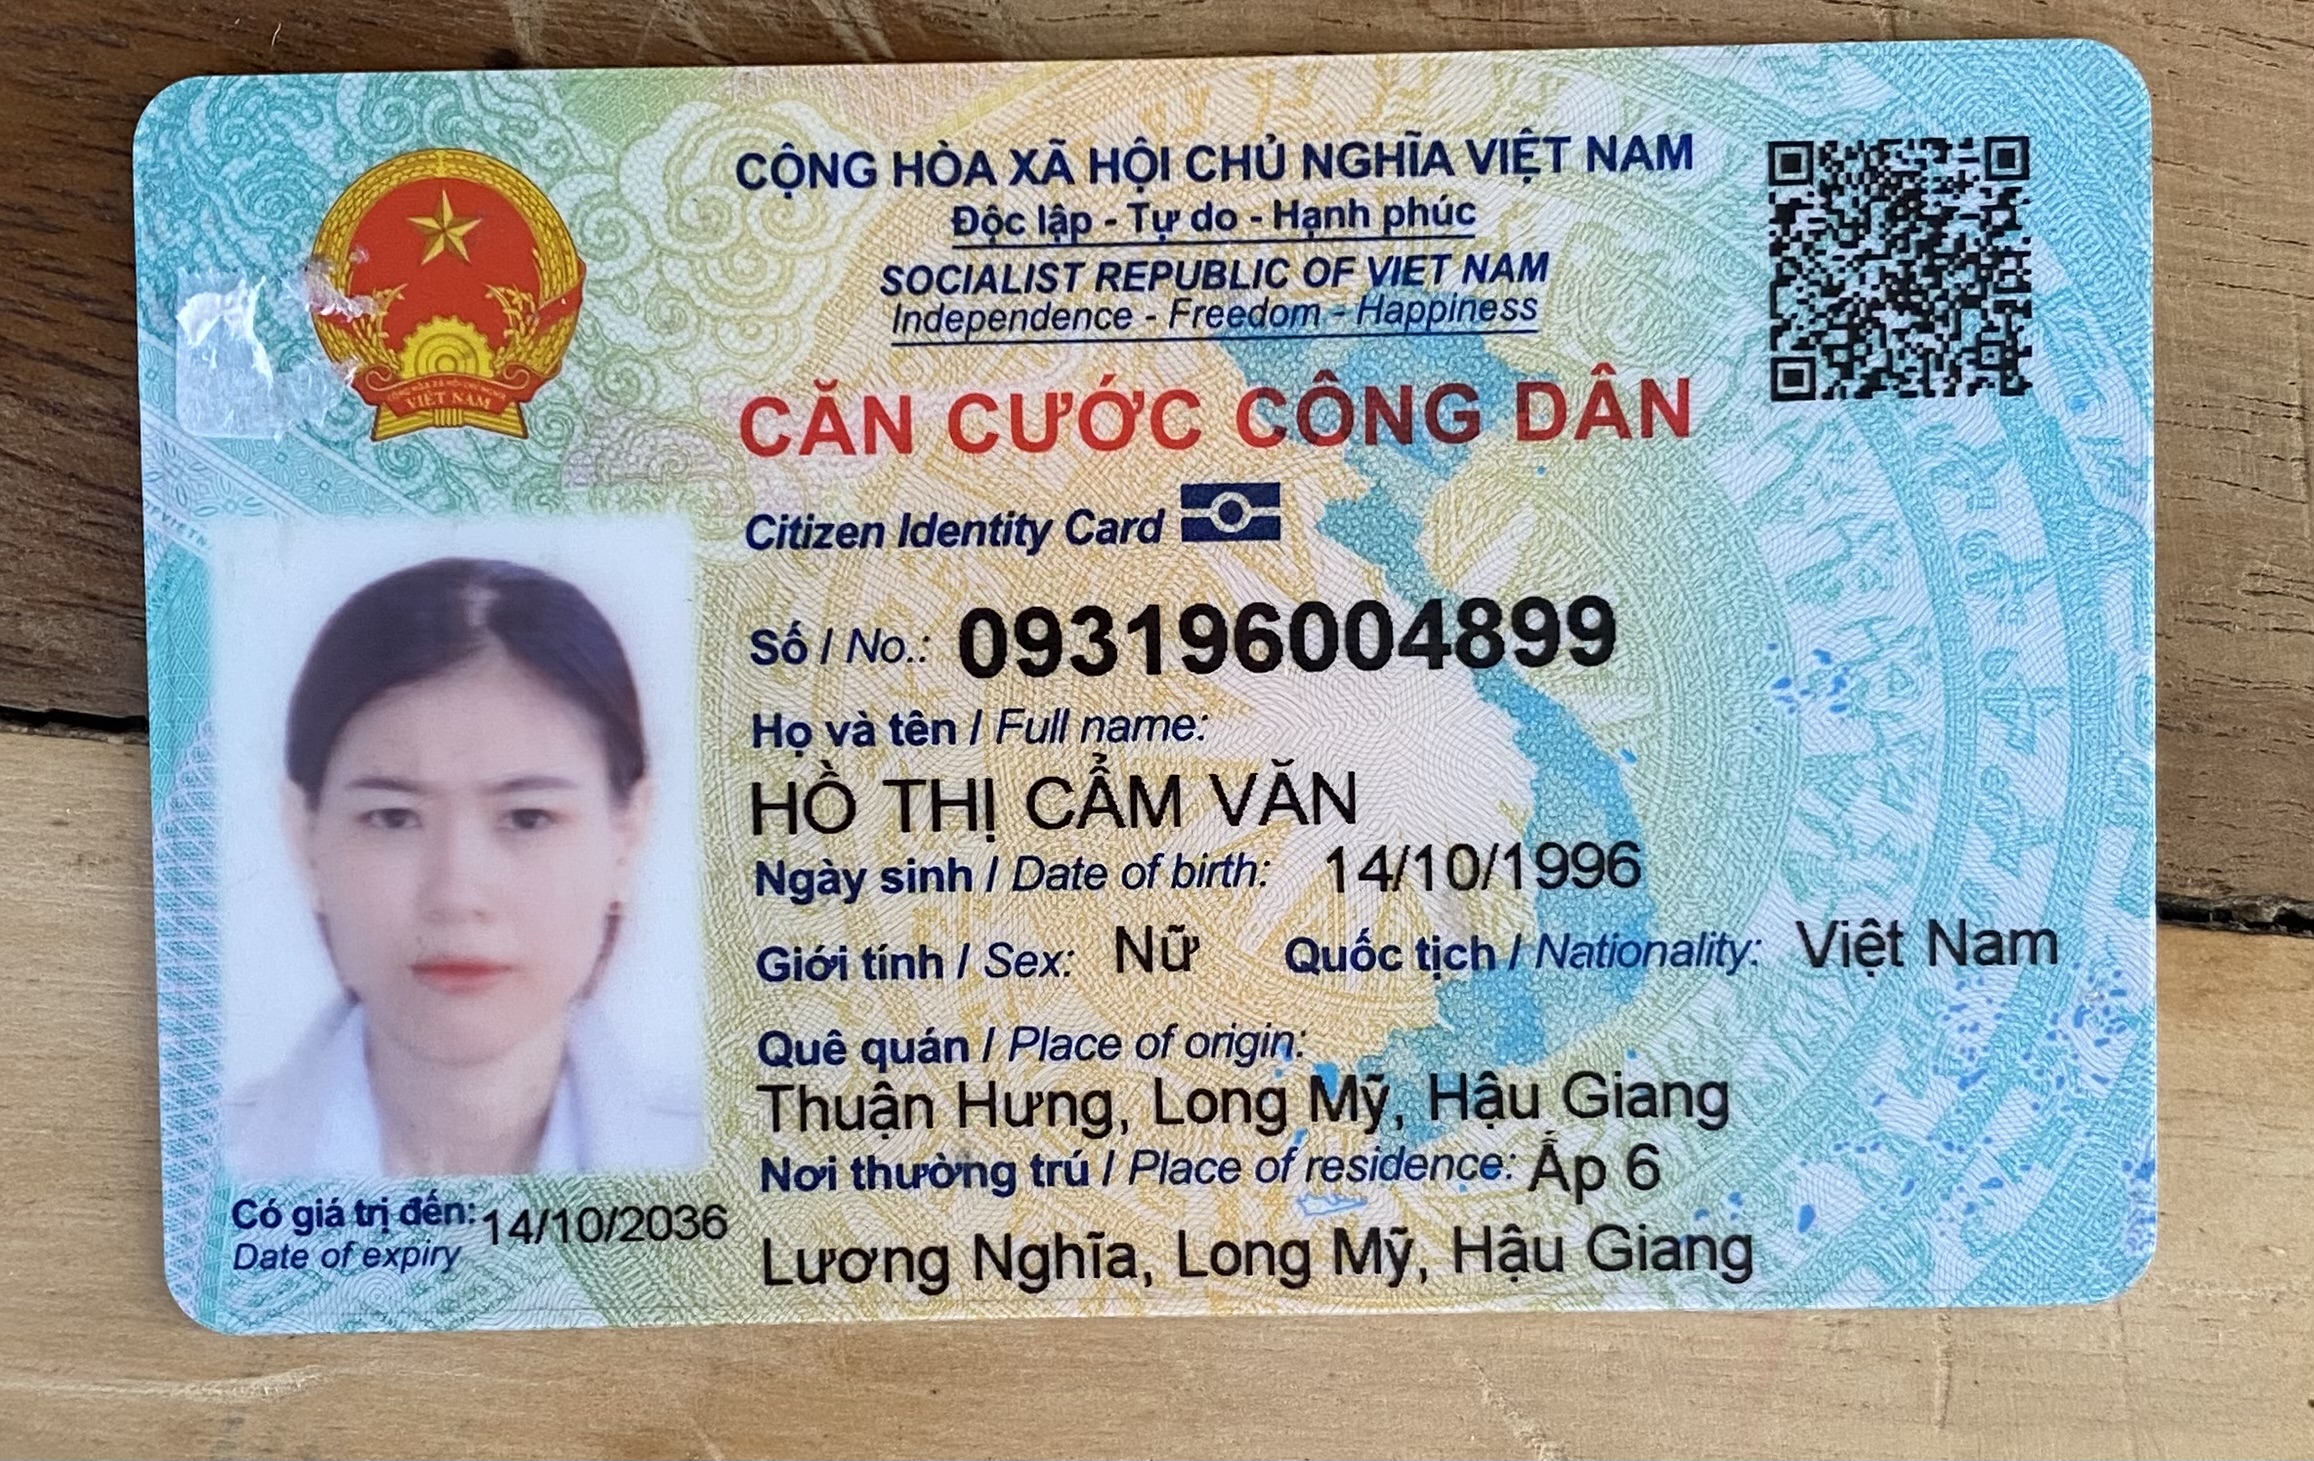 CỘNG HÒA XÃ HỘI CHỦ NGHĨA VIỆT NAM
Độc lập - Tự do - Hạnh phúc
SOCIALIST REPUBLIC OF VIET NAM
Independence - Freedom - Happiness
VIỆT NAM
CĂN CƯỚC CÔNG DÂN
Citizen Identity Card
Số / No.: 093196004899
Họ và tên / Full name:
HỒ THỊ CẨM VĂN
Ngày sinh / Date of birth: 14/10/1996
Giới tính / Sex: Nữ Quốc tịch / Nationality: Việt Nam
Quê quán / Place of origin:
Thuận Hưng, Long Mỹ, Hậu Giang
Nơi thường trú / Place of residence: Ấp 6
Lương Nghĩa, Long Mỹ, Hậu Giang
Có giá trị đến: 14/10/2036
Date of expiry